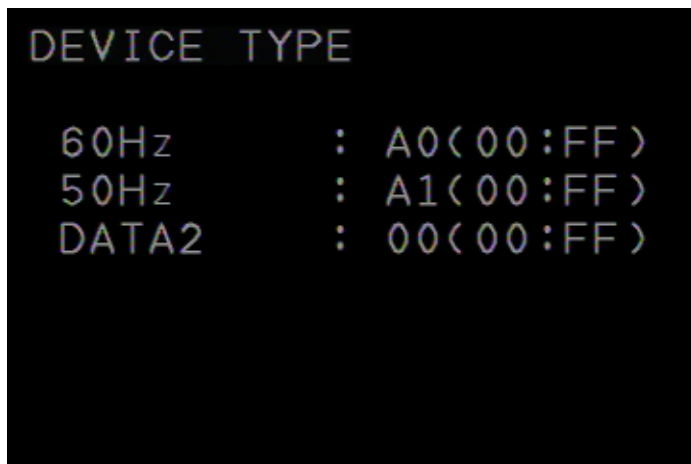 DEVICE TYPE
60Hz : A0(00:FF)
50Hz : A1(00:FF)
DATA2 : 00(00:FF)